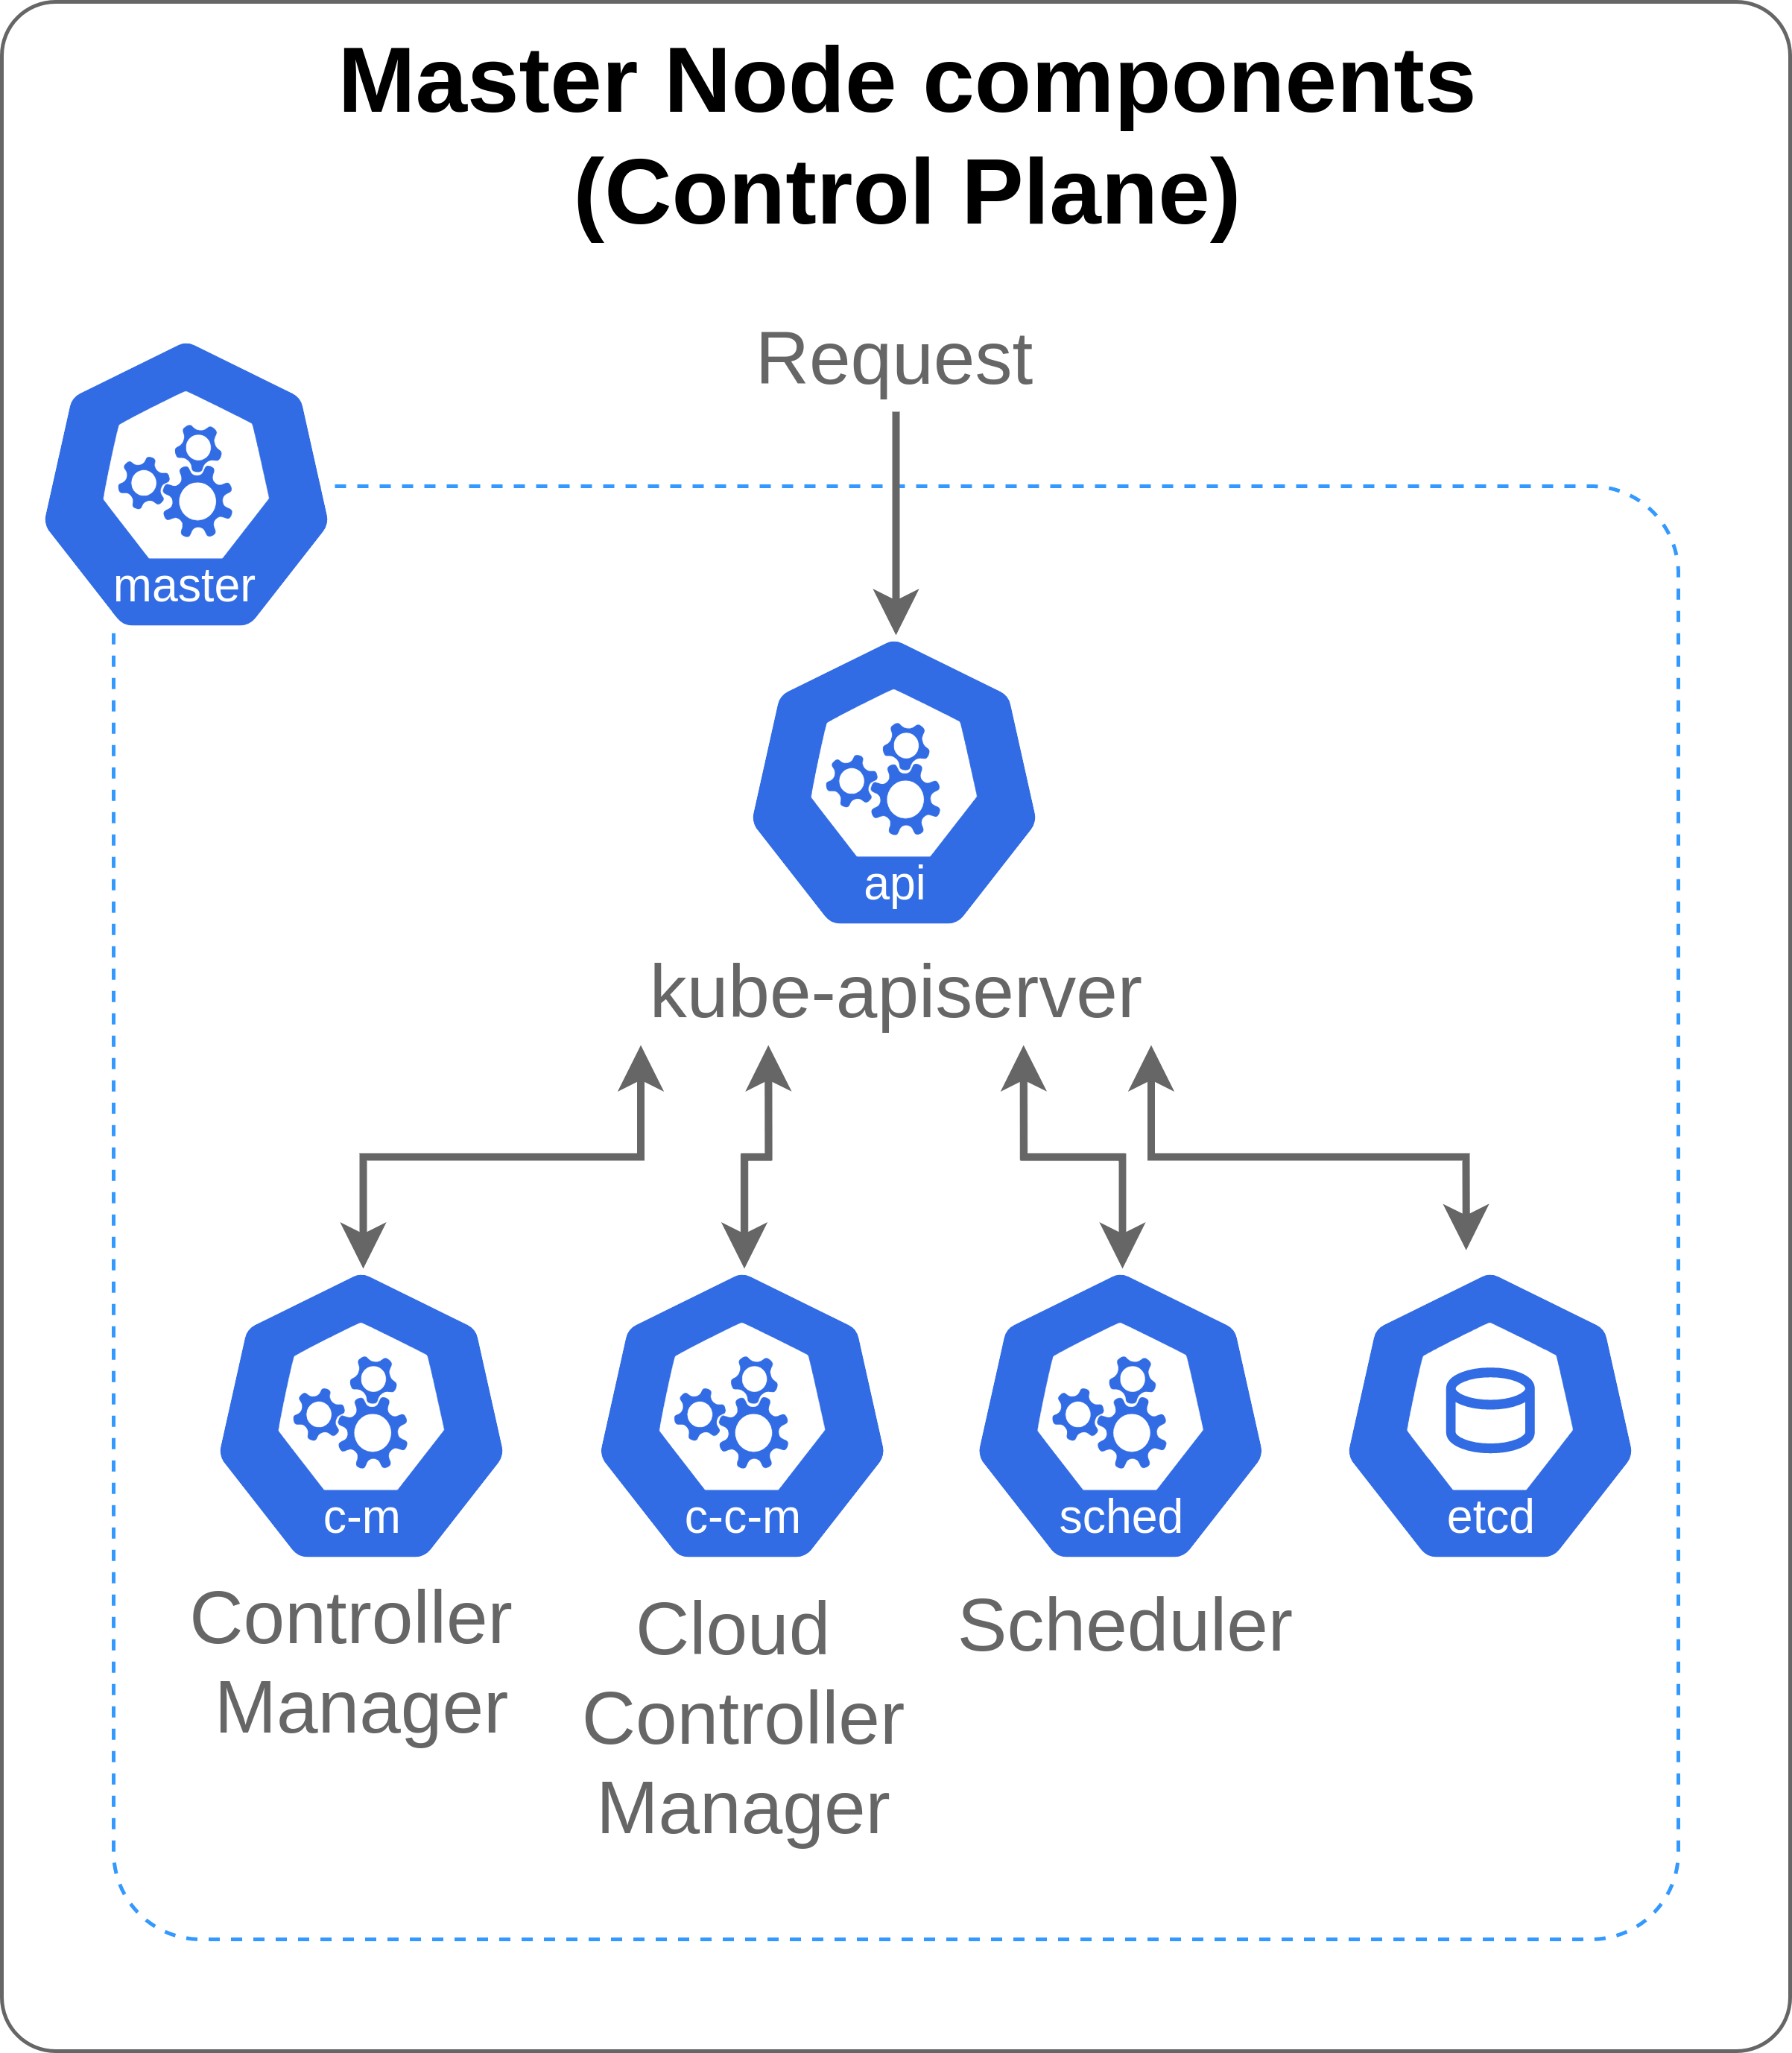 Master Node components
(Control Plane)
Request
master
api
kube-apiserver
c-m
c-c-m
sched
etcd
Controller
Manager
Cloud
Controller
Manager
Scheduler